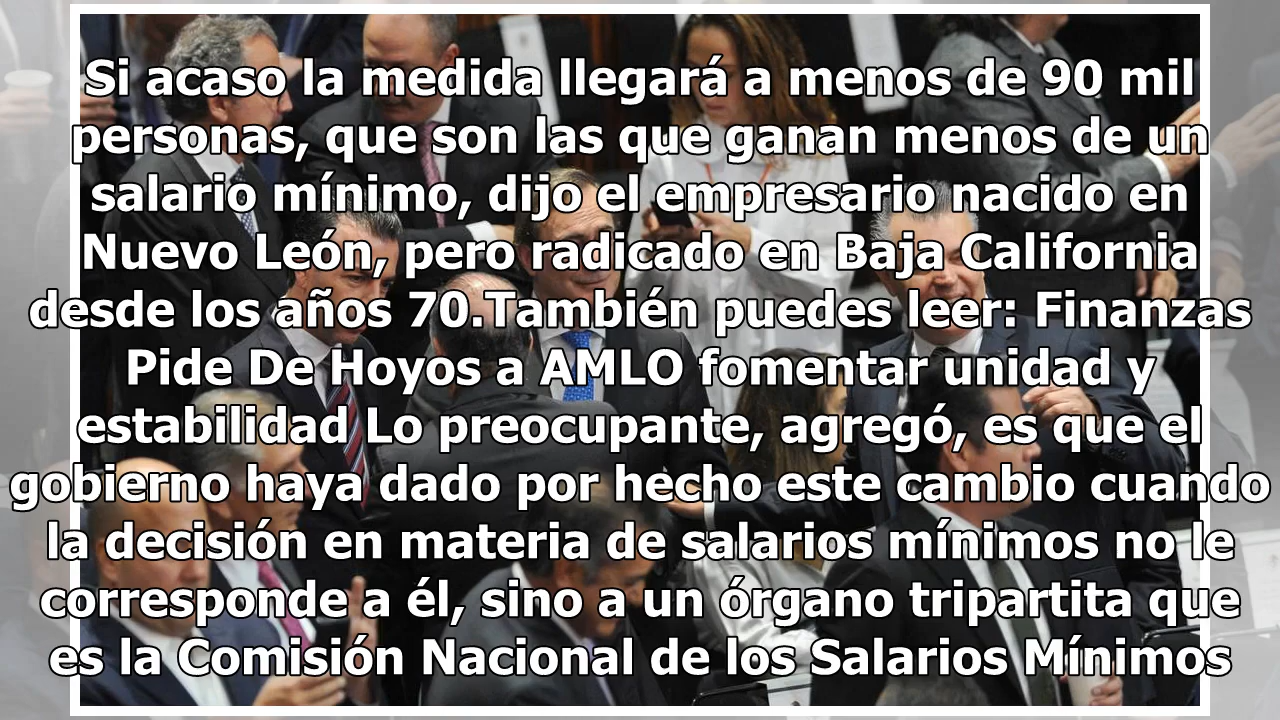 Si acaso la medida llegará a menos de 90 mil
personas, que son las que ganan menos de un
salario mínimo, dijo el empresario nacido en
Nuevo León, pero radicado en Baja California
desde los años 70.También puedes leer: Finanzas
Pide De Hoyos a AMLO fomentar unidad y
estabilidad Lo preocupante, agregó, es que el
gobierno haya dado por hecho este cambio cuando
la decisión en materia de salarios mínimos no le
corresponde a él, sino a un órgano tripartita que
es la Comisión Nacional de los Salarios Mínimos